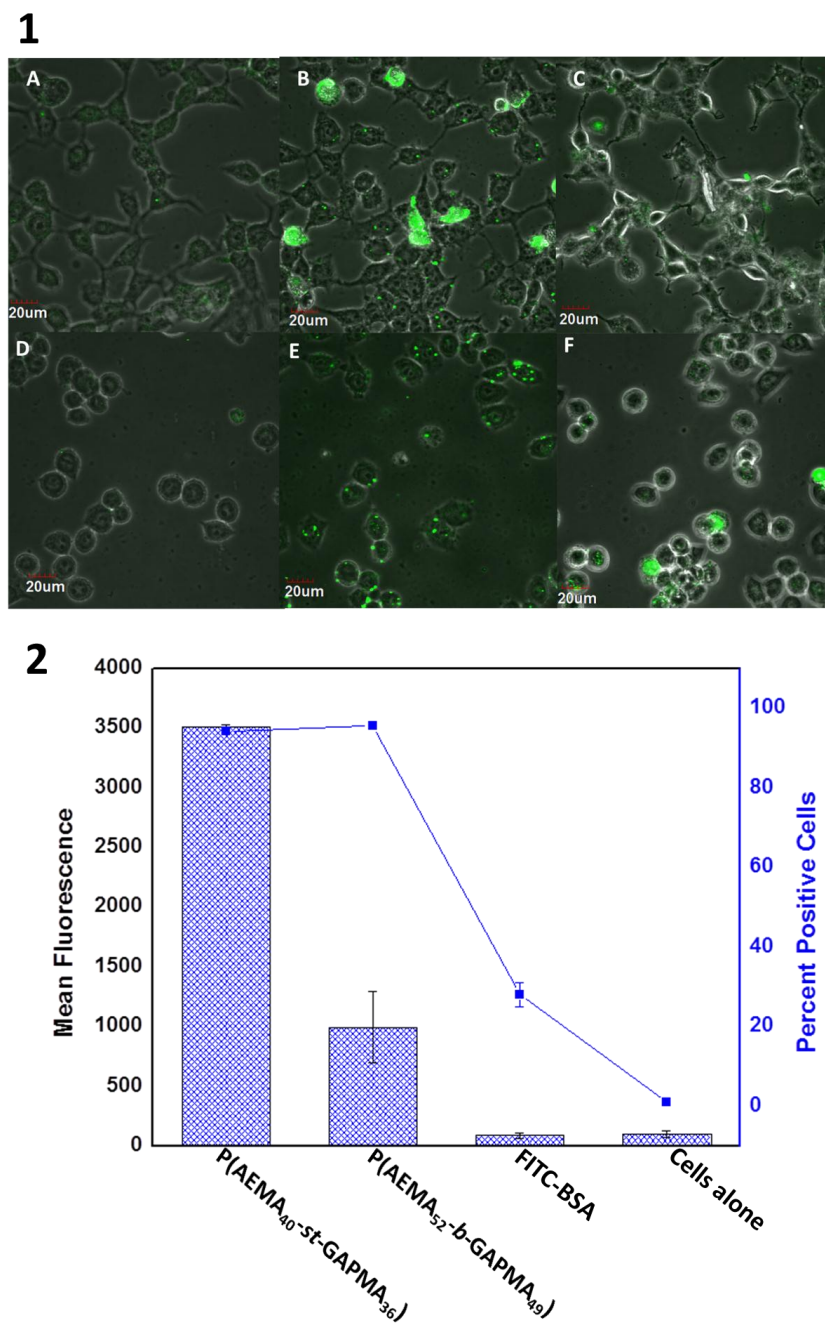 1
A B C
20um 20um 20um
D E F
20um 20um 20um
2
4000
3500
3000
2500
2000
1500
1000
500
0
Mean Fluorescence
100
80
60
40
20
0
Percent Positive Cells
P(AEMA₄₀-st-GAPMA₃₆)
P(AEMA₅₂-b-GAPMA₄₉)
FITC-BSA
Cells alone